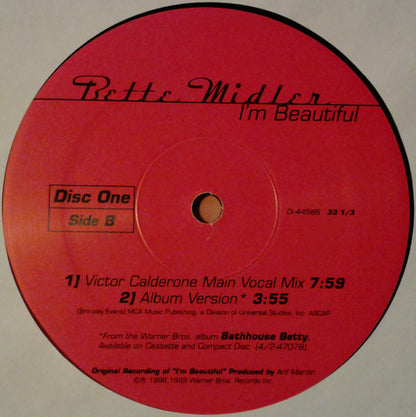 Bette Midler
I'm Beautiful
Disc One
Side B
0-44585 33 1/3
1] Victor Calderone Main Vocal Mix 7:59
2] Album Version* 3:55
(Brinsley Evans) MCA Music Publishing, a Division of Universal Studios, Inc. ASCAP
*From the Warner Bros. album Bathhouse Betty.
Available on Cassette and Compact Disc. (4/2-47078)
Original Recording of "I'm Beautiful" Produced by Arif Mardin
©℗ 1998, 1999 Warner Bros. Records Inc.